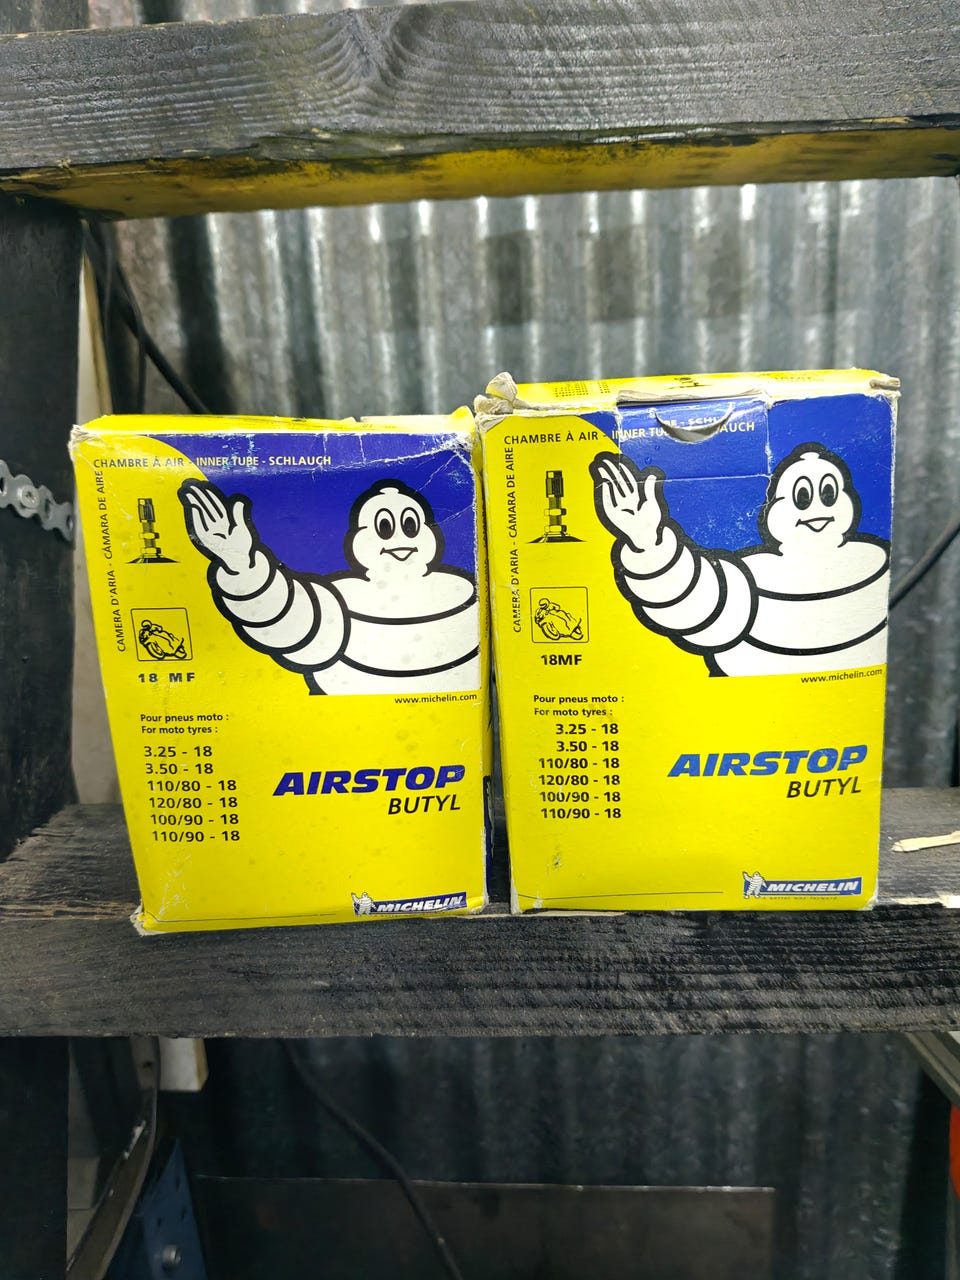 CHAMBRE À AIR - INNER TUBE - SCHLAUCH
CAMERA D'ARIA - CÁMARA DE AIRE
18 MF
www.michelin.com
Pour pneus moto :
For moto tyres :
3.25 - 18
3.50 - 18
110/80 - 18
120/80 - 18
100/90 - 18
110/90 - 18
AIRSTOP
BUTYL
MICHELIN
CHAMBRE À AIR - INNER TU
E - SCHL
AUCH
CAMERA D'ARIA - CÁMARA DE AIRE
18MF
www.michelin.com
Pour pneus moto :
For moto tyres :
3.25 - 18
3.50 - 18
110/80 - 18
120/80 - 18
100/90 - 18
110/90 - 18
AIRSTOP
BUTYL
MICHELIN